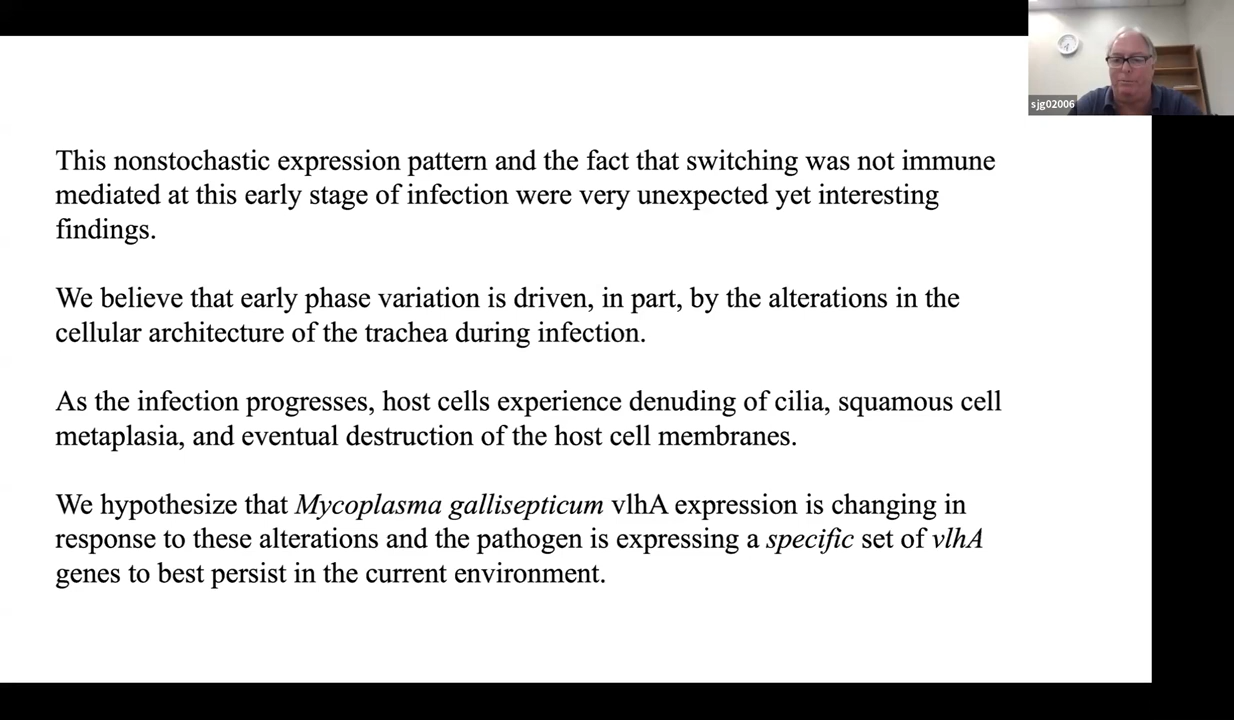 sjg02006
This nonstochastic expression pattern and the fact that switching was not immune
mediated at this early stage of infection were very unexpected yet interesting
findings.
We believe that early phase variation is driven, in part, by the alterations in the
cellular architecture of the trachea during infection.
As the infection progresses, host cells experience denuding of cilia, squamous cell
metaplasia, and eventual destruction of the host cell membranes.
We hypothesize that Mycoplasma gallisepticum vlhA expression is changing in
response to these alterations and the pathogen is expressing a specific set of vlhA
genes to best persist in the current environment.